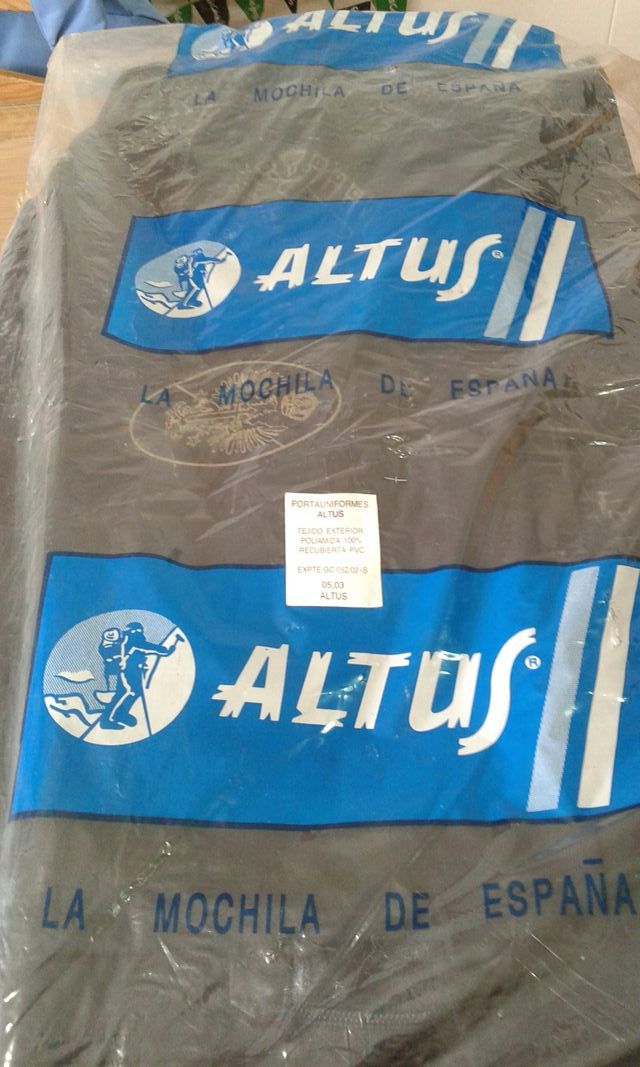 ALTUS
LA MOCHILA DE ESPAÑA
ALTUS®
LA MOCHILA DE ESPAÑA
PORTAUNIFORMES
ALTUS
TEJIDO EXTERIOR
POLIAMIDA 100%
RECUBIERTA PVC
EXPTE.GC.052,02-S
05,03
ALTUS
ALTUS®
LA MOCHILA DE ESPAÑA